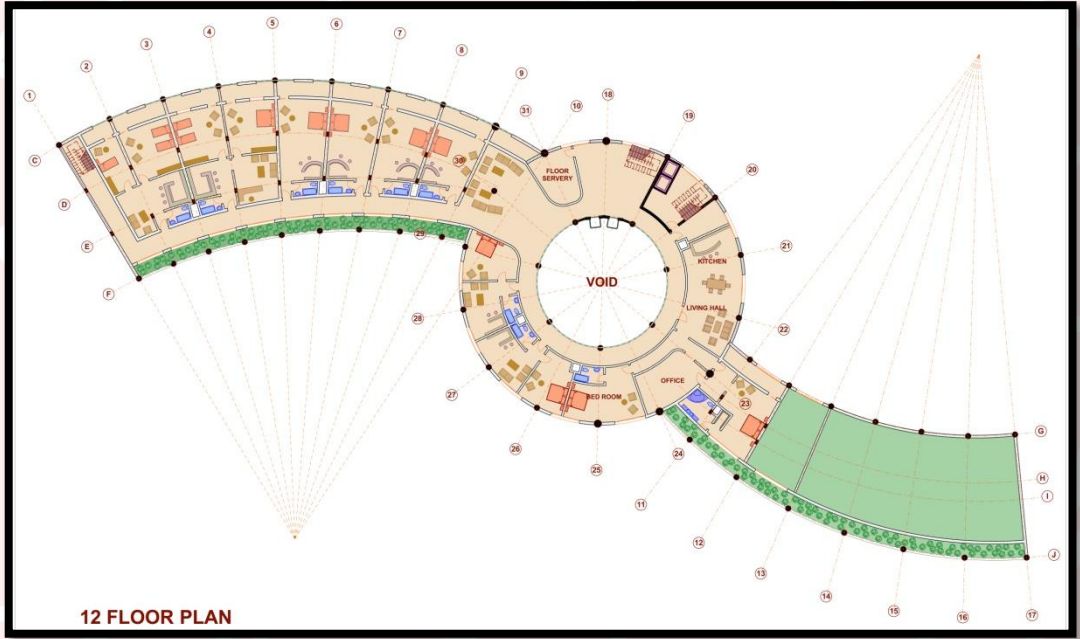 1
2
3
4
5
6
7
8
9
31
10
18
19
20
21
22
C
D
E
F
30
29
28
27
26
25
24
23
FLOOR
SERVERY
VOID
KITCHEN
LIVING HALL
OFFICE
BED ROOM
11
12
13
14
15
16
17
G
H
I
J
12 FLOOR PLAN